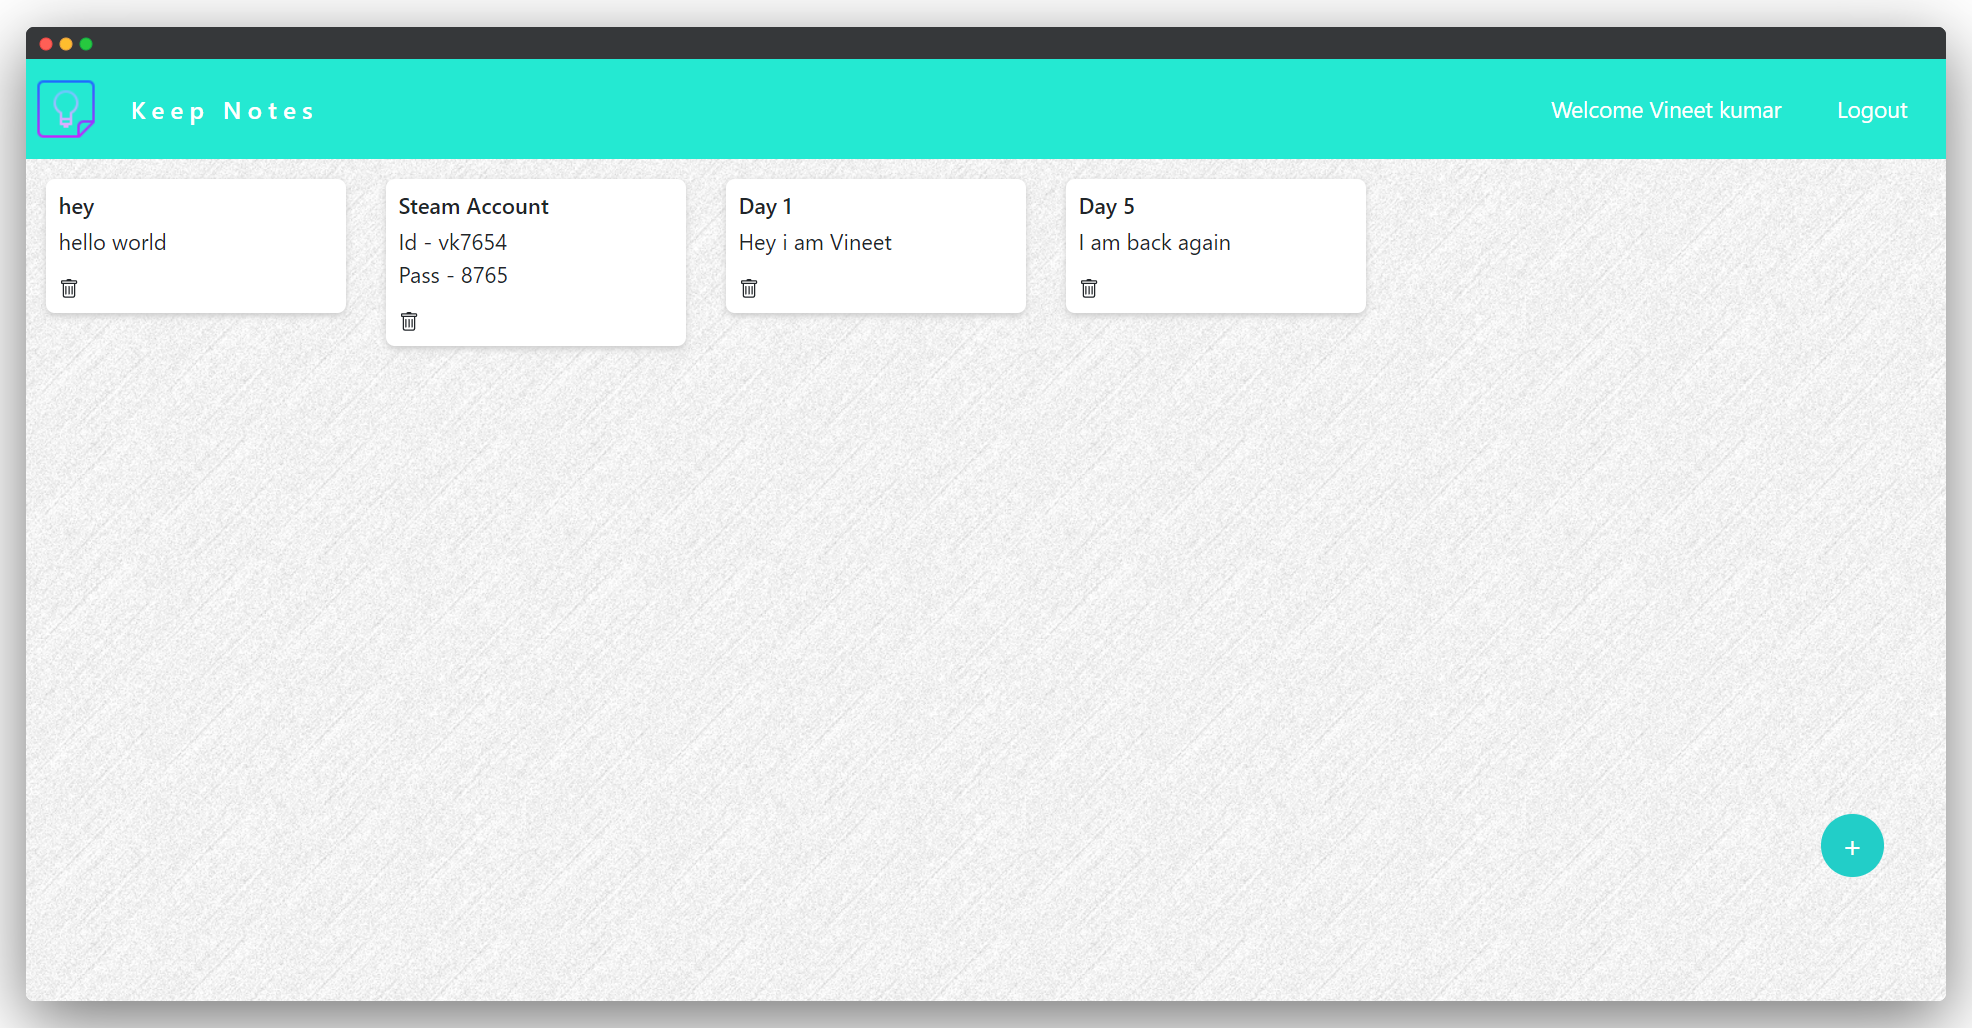 Keep Notes
Welcome Vineet kumar
Logout
hey
hello world
Steam Account
Id - vk7654
Pass - 8765
Day 1
Hey i am Vineet
Day 5
I am back again
+